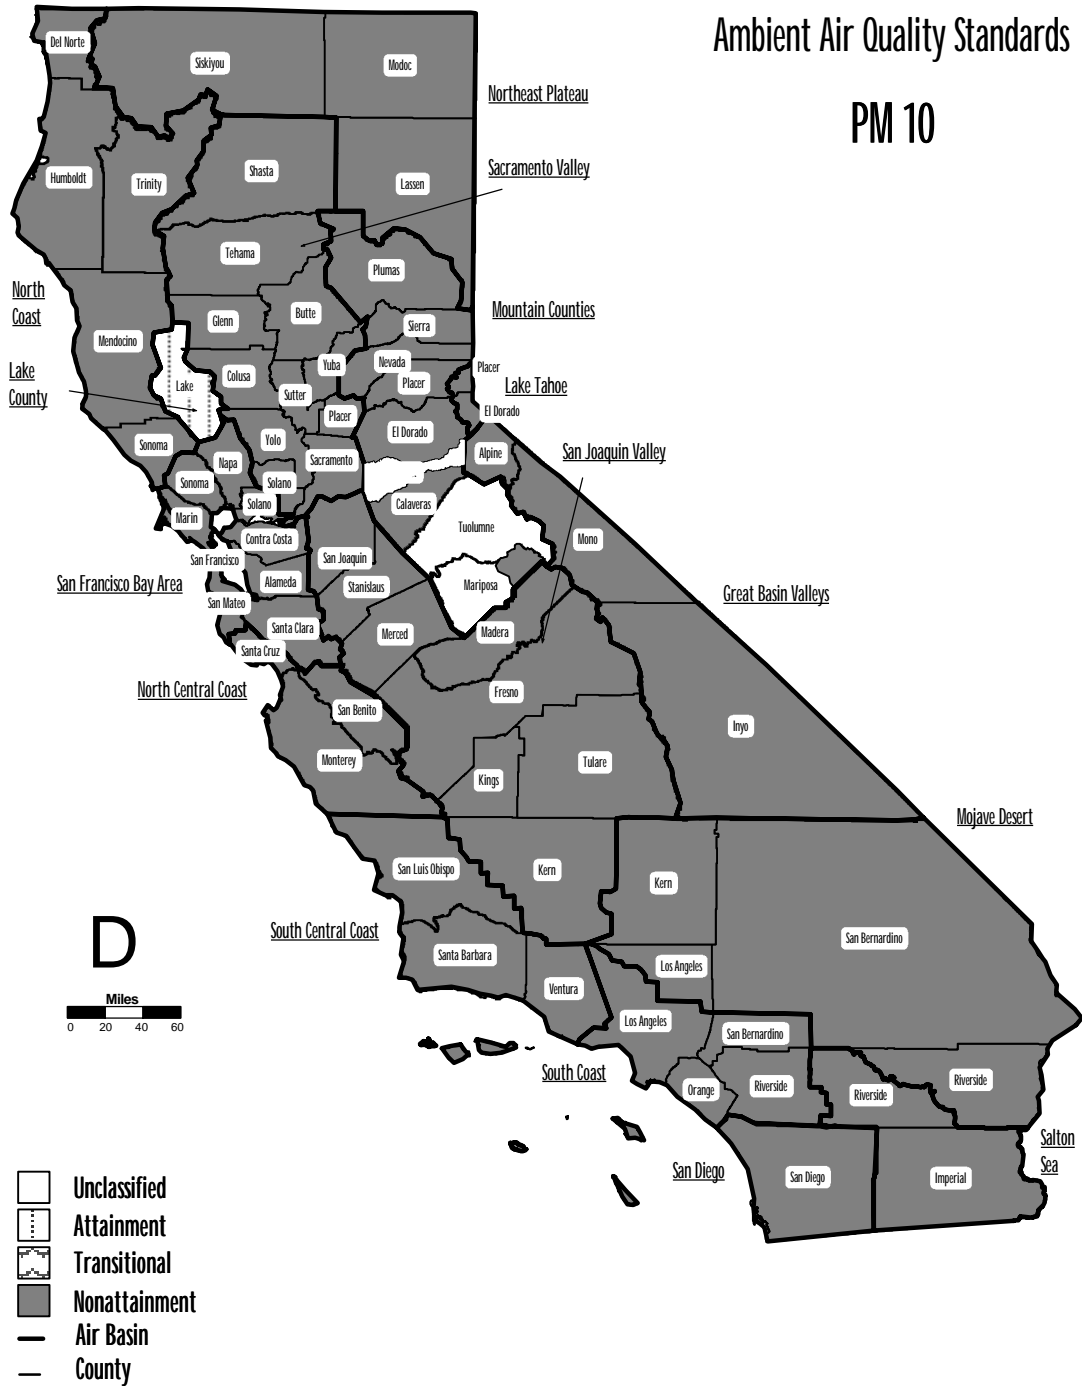 Ambient Air Quality Standards
PM 10
Del Norte
Siskiyou
Modoc
Northeast Plateau
Sacramento Valley
Humboldt
Trinity
Shasta
Lassen
Tehama
Plumas
North
Coast
Mountain Counties
Mendocino
Glenn
Butte
Sierra
Lake
County
Lake
Colusa
Yuba
Nevada
Placer
Placer
Lake Tahoe
Sutter
Placer
El Dorado
El Dorado
Sonoma
Yolo
Napa
Sacramento
Alpine
San Joaquin Valley
Sonoma
Solano
Solano
Calaveras
Marin
Tuolumne
Contra Costa
Mono
San Francisco
San Joaquin
San Francisco Bay Area
Alameda
Stanislaus
Mariposa
Great Basin Valleys
San Mateo
Santa Clara
Merced
Madera
Santa Cruz
North Central Coast
Fresno
San Benito
Inyo
Monterey
Kings
Tulare
Mojave Desert
San Luis Obispo
Kern
Kern
San Bernardino
South Central Coast
Santa Barbara
Los Angeles
Ventura
Los Angeles
San Bernardino
South Coast
Orange
Riverside
Riverside
Riverside
Salton
Sea
San Diego
San Diego
Imperial
D
Miles
0 20 40 60
Unclassified
Attainment
Transitional
Nonattainment
Air Basin
County